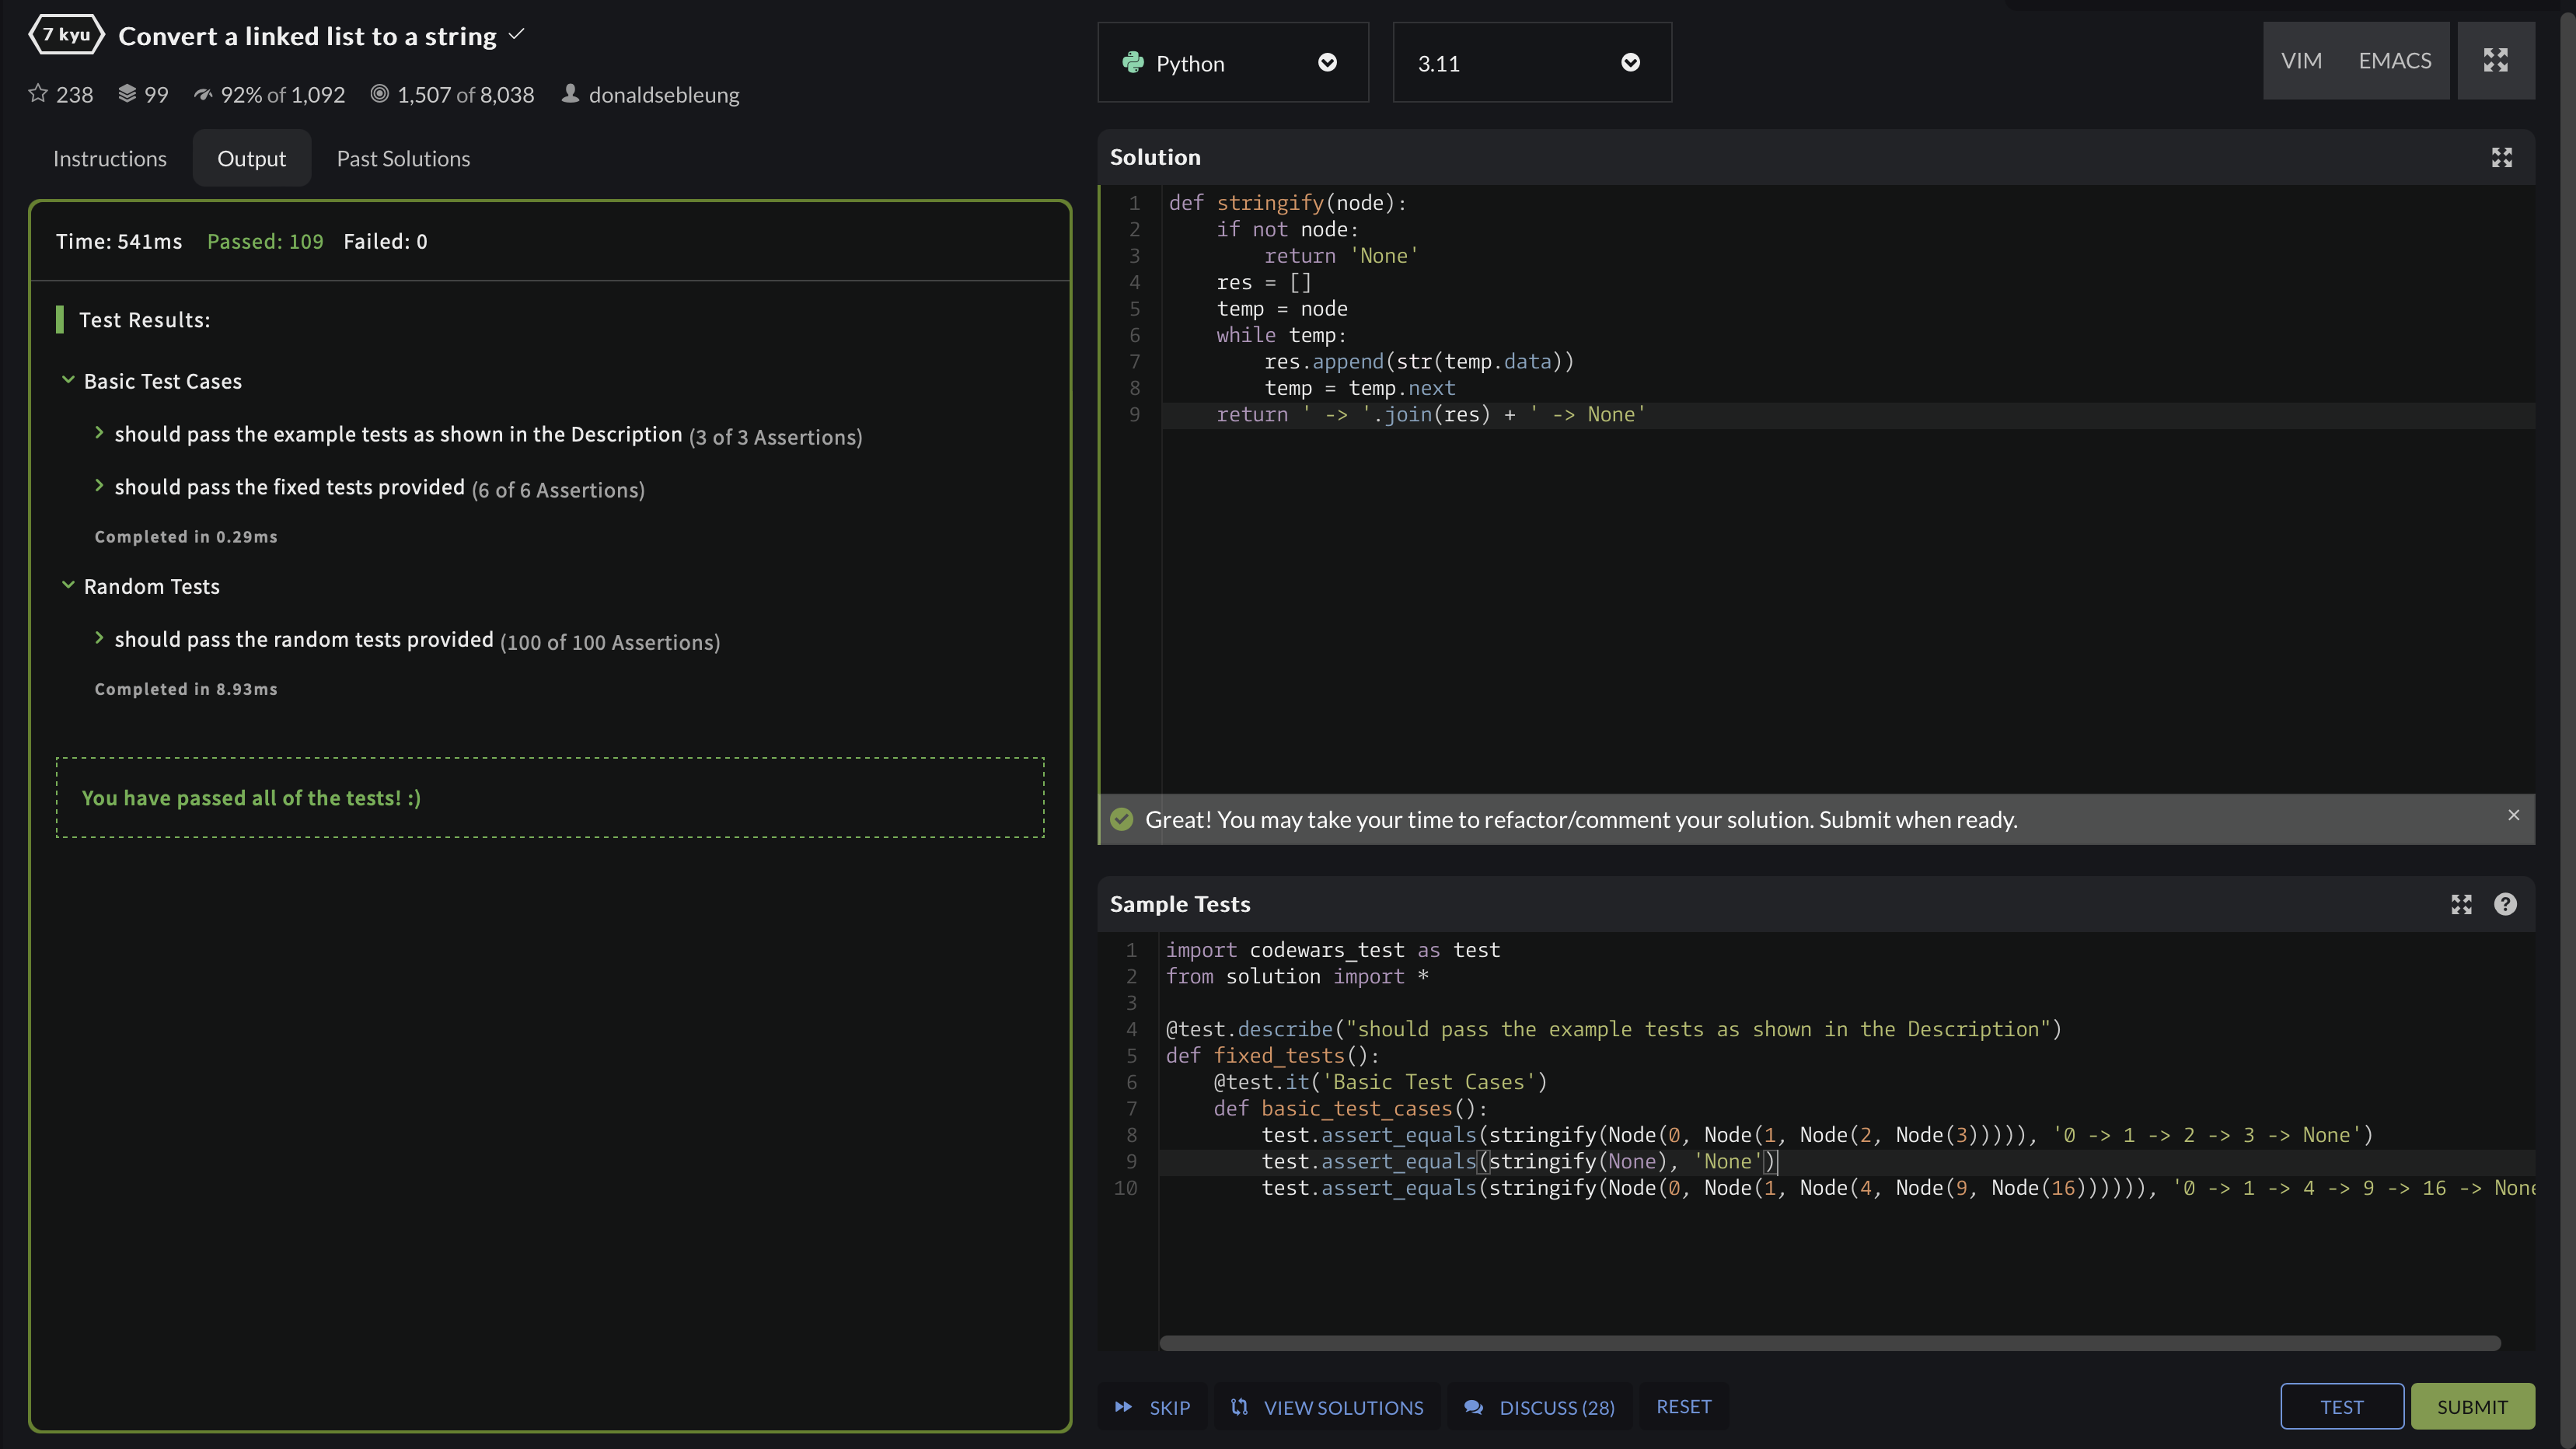 7 kyu
Convert a linked list to a string
238 99 92% of 1,092 1,507 of 8,038 donaldsebleung
Instructions Output Past Solutions
Time: 541ms Passed: 109 Failed: 0
Test Results:
Basic Test Cases
should pass the example tests as shown in the Description (3 of 3 Assertions)
should pass the fixed tests provided (6 of 6 Assertions)
Completed in 0.29ms
Random Tests
should pass the random tests provided (100 of 100 Assertions)
Completed in 8.93ms
You have passed all of the tests! :)
Python 3.11 VIM EMACS
Solution
1 def stringify(node):
2     if not node:
3         return 'None'
4     res = []
5     temp = node
6     while temp:
7         res.append(str(temp.data))
8         temp = temp.next
9     return ' -> '.join(res) + ' -> None'
Great! You may take your time to refactor/comment your solution. Submit when ready.
Sample Tests
1 import codewars_test as test
2 from solution import *
3
4 @test.describe("should pass the example tests as shown in the Description")
5 def fixed_tests():
6     @test.it('Basic Test Cases')
7     def basic_test_cases():
8         test.assert_equals(stringify(Node(0, Node(1, Node(2, Node(3))))), '0 -> 1 -> 2 -> 3 -> None')
9         test.assert_equals(stringify(None), 'None')
10         test.assert_equals(stringify(Node(0, Node(1, Node(4, Node(9, Node(16)))))), '0 -> 1 -> 4 -> 9 -> 16 -> None
SKIP VIEW SOLUTIONS DISCUSS (28) RESET TEST SUBMIT